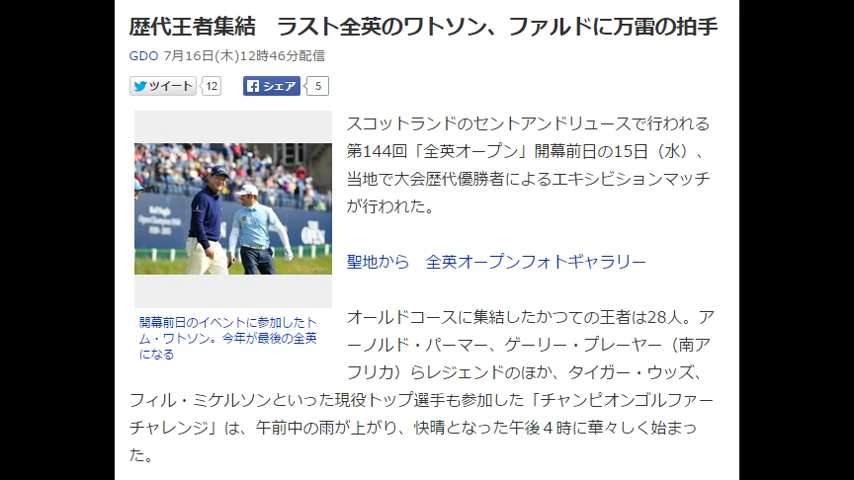 歴代王者集結　ラスト全英のワトソン、ファルドに万雷の拍手
GDO 7月16日(木)12時46分配信
ツイート 12 シェア 5
スコットランドのセントアンドリュースで行われる
第144回「全英オープン」開幕前日の15日（水）、
当地で大会歴代優勝者によるエキシビションマッチ
が行われた。
聖地から　全英オープンフォトギャラリー
開幕前日のイベントに参加したト
ム・ワトソン。今年が最後の全英
になる
オールドコースに集結したかつての王者は28人。ア
ーノルド・パーマー、ゲーリー・プレーヤー（南ア
フリカ）らレジェンドのほか、タイガー・ウッズ、
フィル・ミケルソンといった現役トップ選手も参加した「チャンピオンゴルファー
チャレンジ」は、午前中の雨が上がり、快晴となった午後４時に華々しく始まっ
た。